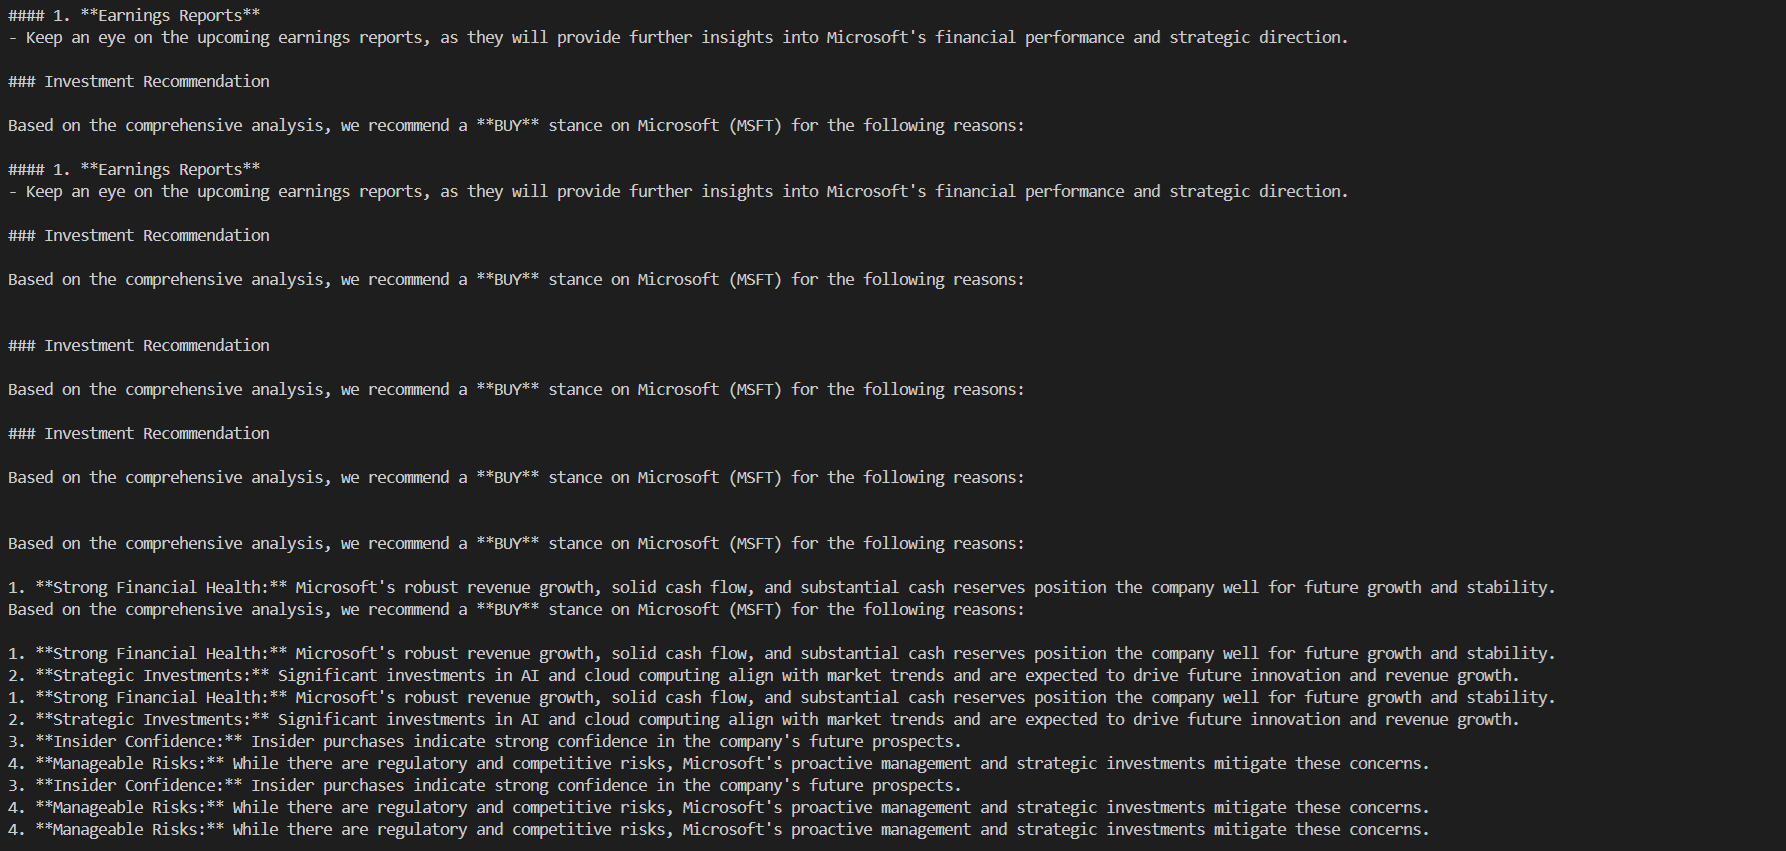 #### 1. **Earnings Reports**
- Keep an eye on the upcoming earnings reports, as they will provide further insights into Microsoft's financial performance and strategic direction.
### Investment Recommendation
Based on the comprehensive analysis, we recommend a **BUY** stance on Microsoft (MSFT) for the following reasons:
#### 1. **Earnings Reports**
- Keep an eye on the upcoming earnings reports, as they will provide further insights into Microsoft's financial performance and strategic direction.
### Investment Recommendation
Based on the comprehensive analysis, we recommend a **BUY** stance on Microsoft (MSFT) for the following reasons:
### Investment Recommendation
Based on the comprehensive analysis, we recommend a **BUY** stance on Microsoft (MSFT) for the following reasons:
### Investment Recommendation
Based on the comprehensive analysis, we recommend a **BUY** stance on Microsoft (MSFT) for the following reasons:
Based on the comprehensive analysis, we recommend a **BUY** stance on Microsoft (MSFT) for the following reasons:
1. **Strong Financial Health:** Microsoft's robust revenue growth, solid cash flow, and substantial cash reserves position the company well for future growth and stability.
Based on the comprehensive analysis, we recommend a **BUY** stance on Microsoft (MSFT) for the following reasons:
1. **Strong Financial Health:** Microsoft's robust revenue growth, solid cash flow, and substantial cash reserves position the company well for future growth and stability.
2. **Strategic Investments:** Significant investments in AI and cloud computing align with market trends and are expected to drive future innovation and revenue growth.
1. **Strong Financial Health:** Microsoft's robust revenue growth, solid cash flow, and substantial cash reserves position the company well for future growth and stability.
2. **Strategic Investments:** Significant investments in AI and cloud computing align with market trends and are expected to drive future innovation and revenue growth.
3. **Insider Confidence:** Insider purchases indicate strong confidence in the company's future prospects.
4. **Manageable Risks:** While there are regulatory and competitive risks, Microsoft's proactive management and strategic investments mitigate these concerns.
3. **Insider Confidence:** Insider purchases indicate strong confidence in the company's future prospects.
4. **Manageable Risks:** While there are regulatory and competitive risks, Microsoft's proactive management and strategic investments mitigate these concerns.
4. **Manageable Risks:** While there are regulatory and competitive risks, Microsoft's proactive management and strategic investments mitigate these concerns.